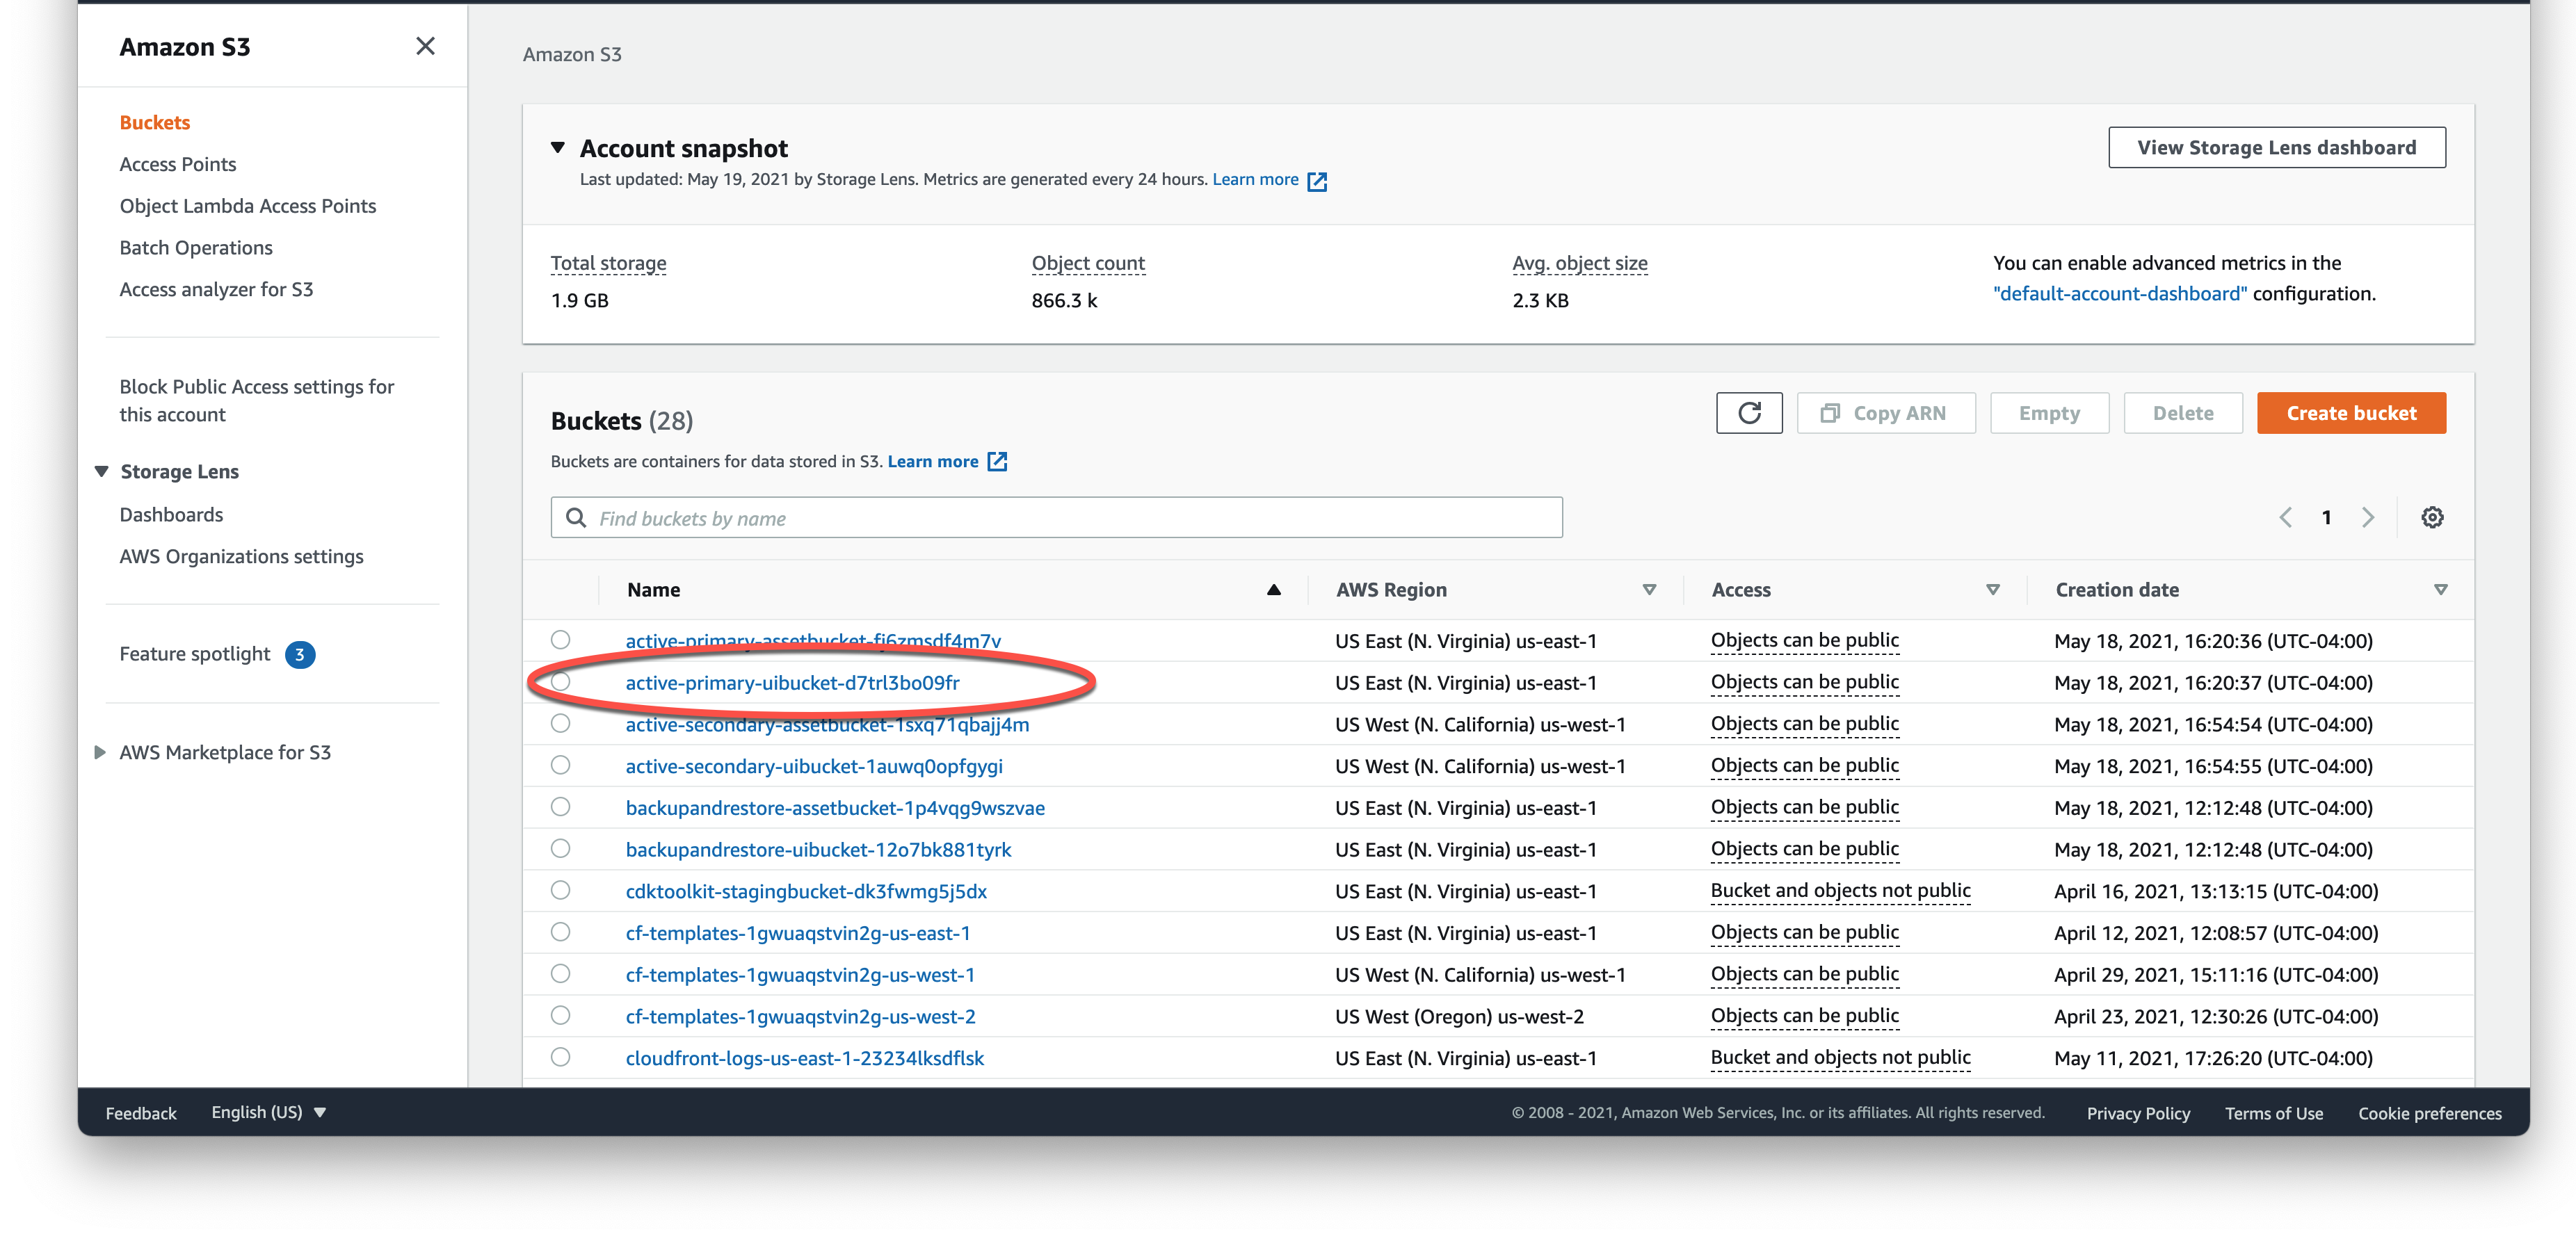 Amazon S3
Buckets
Access Points
Object Lambda Access Points
Batch Operations
Access analyzer for S3
Block Public Access settings for
this account
Storage Lens
Dashboards
AWS Organizations settings
Feature spotlight 3
AWS Marketplace for S3
Amazon S3
Account snapshot
View Storage Lens dashboard
Last updated: May 19, 2021 by Storage Lens. Metrics are generated every 24 hours. Learn more
Total storage
1.9 GB
Object count
866.3 k
Avg. object size
2.3 KB
You can enable advanced metrics in the
"default-account-dashboard" configuration.
Buckets (28)
Copy ARN Empty Delete Create bucket
Buckets are containers for data stored in S3. Learn more
Find buckets by name
1
Name AWS Region Access Creation date
active-primary-assetbucket-fj6zmsdf4m7v US East (N. Virginia) us-east-1 Objects can be public May 18, 2021, 16:20:36 (UTC-04:00)
active-primary-uibucket-d7trl3bo09fr US East (N. Virginia) us-east-1 Objects can be public May 18, 2021, 16:20:37 (UTC-04:00)
active-secondary-assetbucket-1sxq71qbajj4m US West (N. California) us-west-1 Objects can be public May 18, 2021, 16:54:54 (UTC-04:00)
active-secondary-uibucket-1auwq0opfgygi US West (N. California) us-west-1 Objects can be public May 18, 2021, 16:54:55 (UTC-04:00)
backupandrestore-assetbucket-1p4vqg9wszvae US East (N. Virginia) us-east-1 Objects can be public May 18, 2021, 12:12:48 (UTC-04:00)
backupandrestore-uibucket-12o7bk881tyrk US East (N. Virginia) us-east-1 Objects can be public May 18, 2021, 12:12:48 (UTC-04:00)
cdktoolkit-stagingbucket-dk3fwmg5j5dx US East (N. Virginia) us-east-1 Bucket and objects not public April 16, 2021, 13:13:15 (UTC-04:00)
cf-templates-1gwuaqstvin2g-us-east-1 US East (N. Virginia) us-east-1 Objects can be public April 12, 2021, 12:08:57 (UTC-04:00)
cf-templates-1gwuaqstvin2g-us-west-1 US West (N. California) us-west-1 Objects can be public April 29, 2021, 15:11:16 (UTC-04:00)
cf-templates-1gwuaqstvin2g-us-west-2 US West (Oregon) us-west-2 Objects can be public April 23, 2021, 12:30:26 (UTC-04:00)
cloudfront-logs-us-east-1-23234lksdflsk US East (N. Virginia) us-east-1 Bucket and objects not public May 11, 2021, 17:26:20 (UTC-04:00)
Feedback English (US) © 2008 - 2021, Amazon Web Services, Inc. or its affiliates. All rights reserved. Privacy Policy Terms of Use Cookie preferences